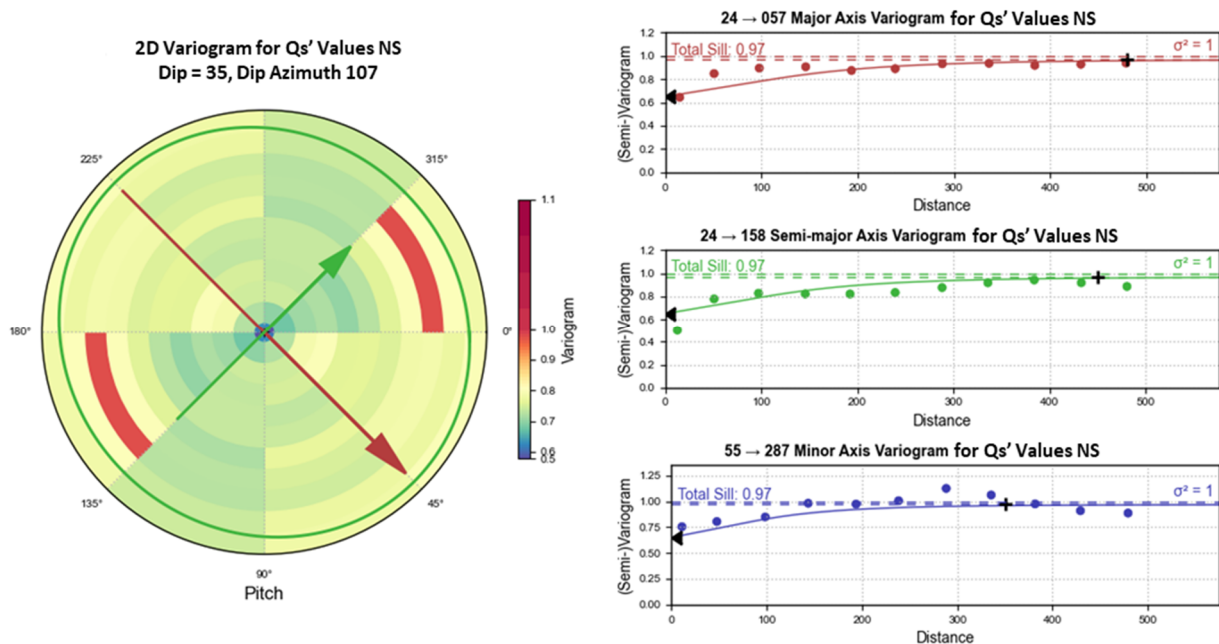 2D Variogram for Qs’ Values NS
Dip = 35, Dip Azimuth 107
225°
315°
180°
0°
135°
45°
90°
Pitch
1.1
1.0
0.9
0.8
0.7
0.6
0.5
Variogram
24 → 057 Major Axis Variogram for Qs’ Values NS
Total Sill: 0.97
σ² = 1
(Semi-)Variogram
1.2
1.0
0.8
0.6
0.4
0.2
0.0
0 100 200 300 400 500
Distance
24 → 158 Semi-major Axis Variogram for Qs’ Values NS
Total Sill: 0.97
σ² = 1
(Semi-)Variogram
1.2
1.0
0.8
0.6
0.4
0.2
0.0
0 100 200 300 400 500
Distance
55 → 287 Minor Axis Variogram for Qs’ Values NS
Total Sill: 0.97
σ² = 1
(Semi-)Variogram
1.25
1.00
0.75
0.50
0.25
0.00
0 100 200 300 400 500
Distance